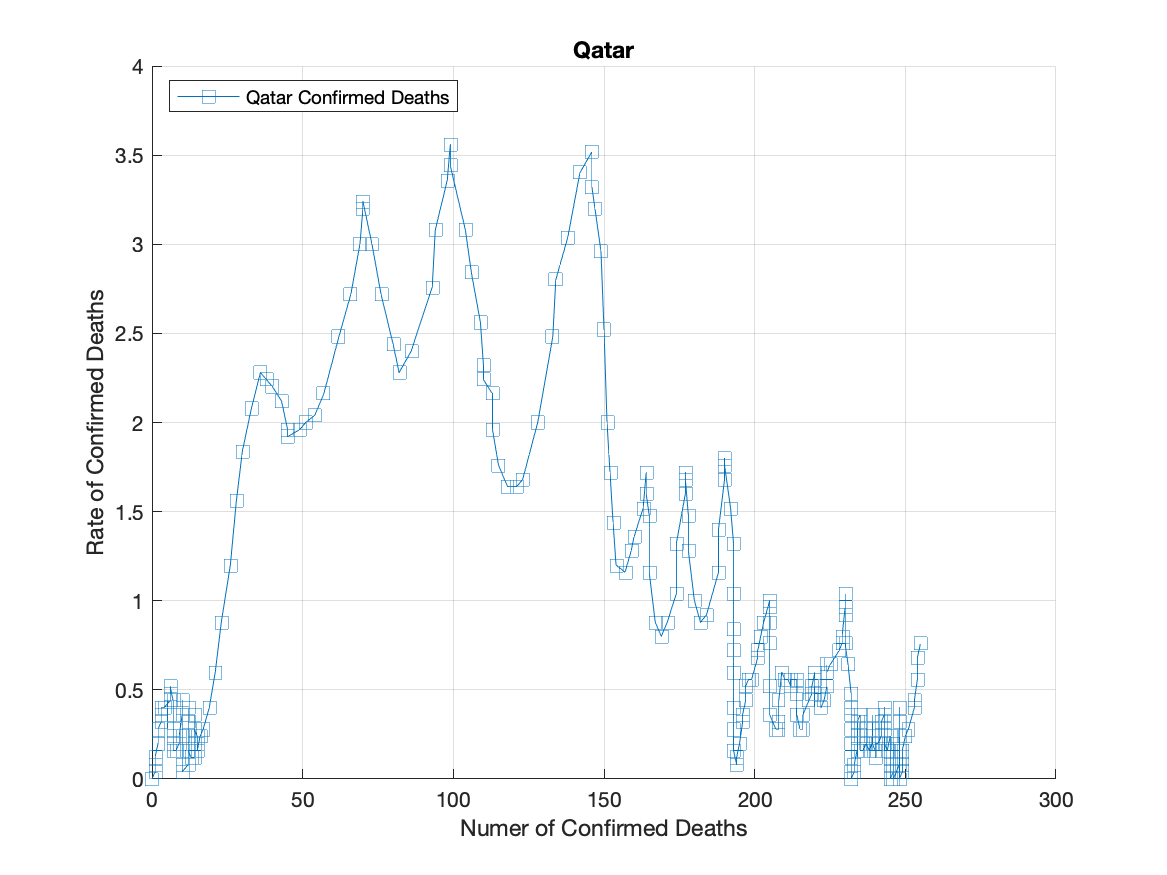 Qatar
Qatar Confirmed Deaths
4
3.5
3
2.5
2
1.5
1
0.5
0
Rate of Confirmed Deaths
0 50 100 150 200 250 300
Numer of Confirmed Deaths